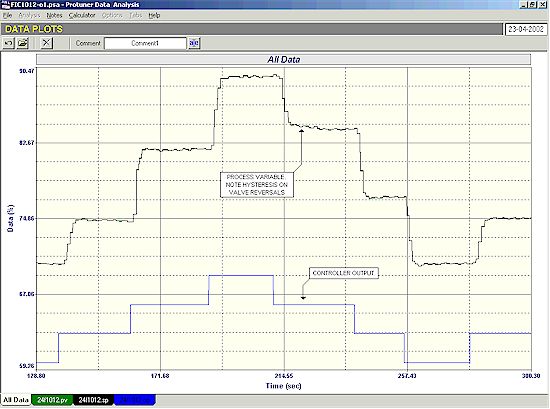 FIC1012-o1.psa - Protuner Data Analysis
File Analysis Notes Calculator Options Tabs Help
DATA PLOTS
23-04-2002
Comment Comment1
All Data
90.47
82.67
74.86
67.06
59.26
Data (%)
PROCESS VARIABLE.
NOTE HYSTERESIS ON
VALVE REVERSALS
CONTROLLER OUTPUT
128.80 171.68 214.55 257.43 300.30
Time (sec)
All Data 24I1012.pv 24I1012.sp